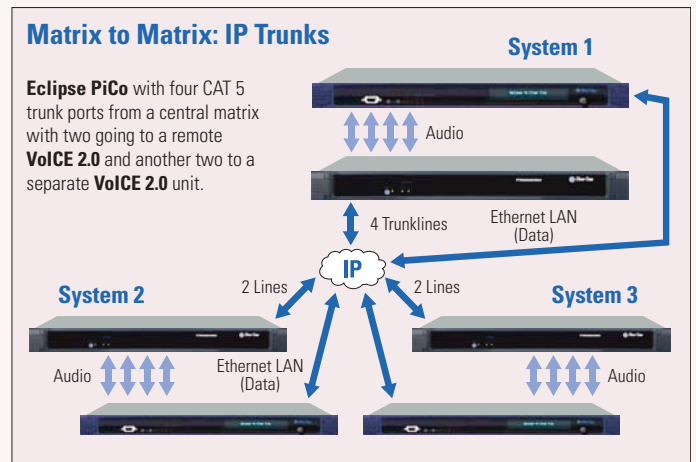 Matrix to Matrix: IP Trunks
System 1
Eclipse PiCo with four CAT 5
trunk ports from a central matrix
with two going to a remote
VoICE 2.0 and another two to a
separate VoICE 2.0 unit.
Audio
4 Trunklines
Ethernet LAN
(Data)
IP
System 2
2 Lines
2 Lines
System 3
Audio
Ethernet LAN
(Data)
Audio